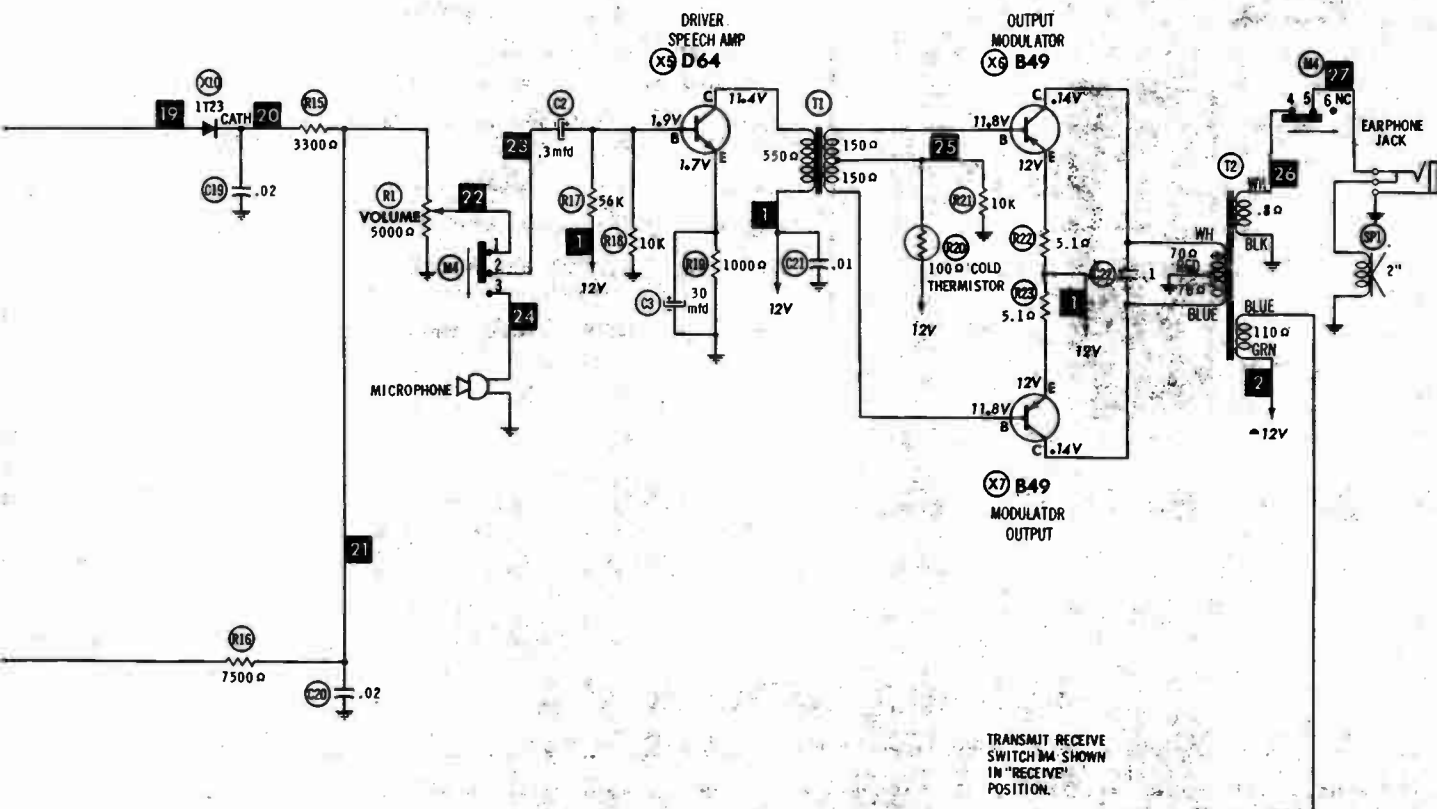 DRIVER
SPEECH AMP
X5 D64
OUTPUT
MODULATOR
X6 B49
M4
27
4 5 6 NC
EARPHONE
JACK
X10
1T23
19
CATH
20
R15
3300Ω
C19
.02
R1
VOLUME
5000Ω
22
23
M4
1
2
3
24
MICROPHONE
C2
.3mfd
R17
56K
1
12V
R18
10K
1.9V
B
C
11.4V
E
1.7V
R19
1000Ω
C3
30
mfd
T1
550Ω
150Ω
150Ω
1
C21
.01
12V
25
R21
10K
R20
100Ω COLD
THERMISTOR
12V
11.8V
B
C
.14V
12V
E
R22
5.1Ω
R23
5.1Ω
1
12V
C22
.1
12V
E
11.8V
B
C
.14V
X7 B49
MODULATOR
OUTPUT
WH
70Ω
RED
70Ω
BLUE
T2
WH
26
.8Ω
BLK
BLUE
110Ω
GRN
2
12V
SP1
2"
21
R16
7500Ω
C20
.02
TRANSMIT RECEIVE
SWITCH M4 SHOWN
IN "RECEIVE"
POSITION.